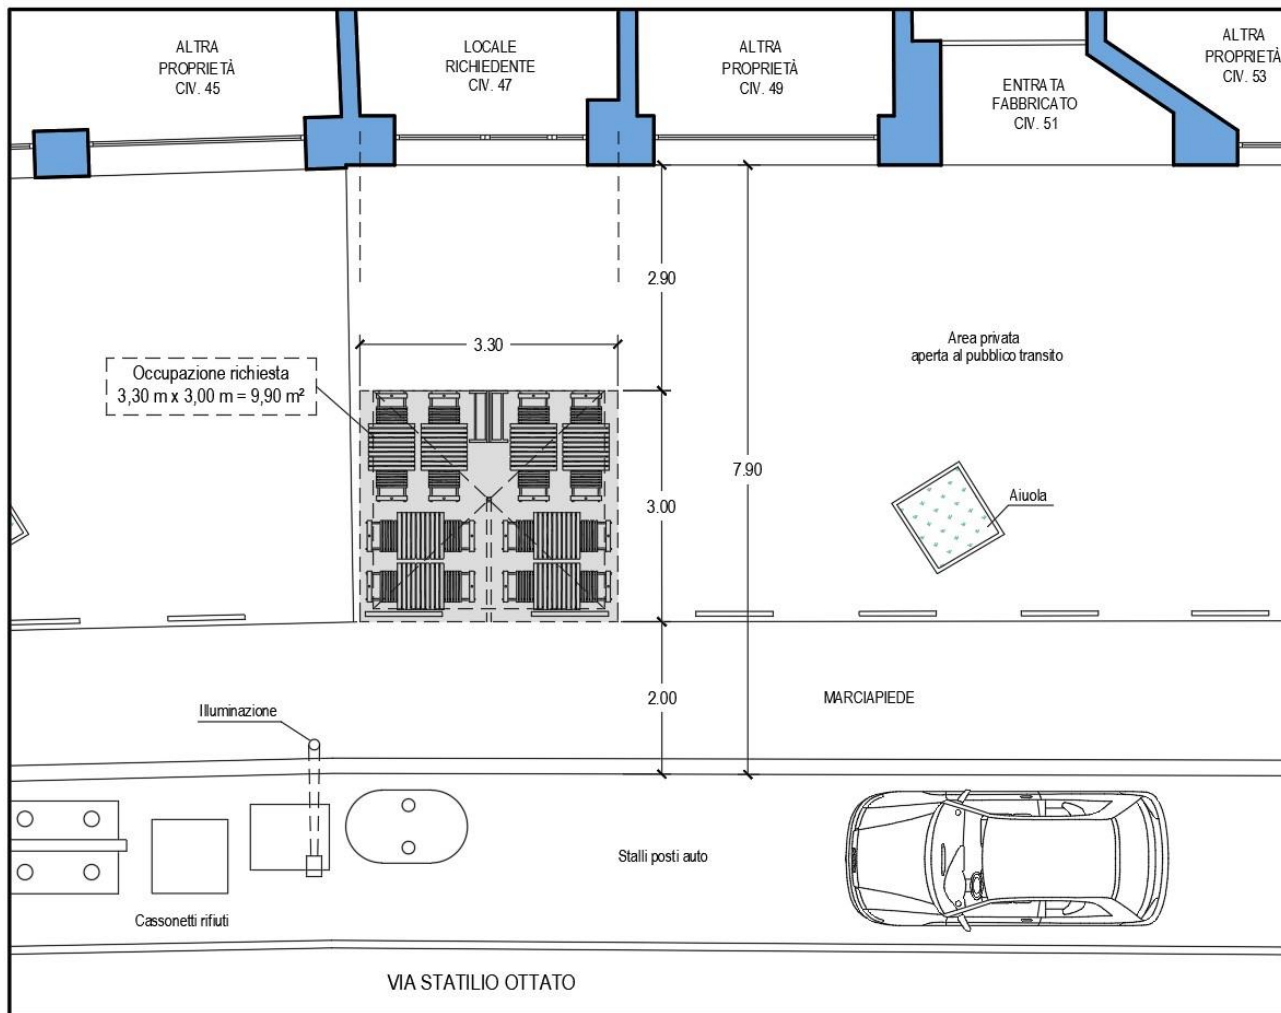 ALTRA
PROPRIETÀ
CIV. 45
LOCALE
RICHIEDENTE
CIV. 47
ALTRA
PROPRIETÀ
CIV. 49
ENTRATA
FABBRICATO
CIV. 51
ALTRA
PROPRIETÀ
CIV. 53
2.90
3.30
Area privata
aperta al pubblico transito
Occupazione richiesta
3,30 m x 3,00 m = 9,90 m²
7.90
3.00
Aiuola
2.00
MARCIAPIEDE
Illuminazione
Stalli posti auto
Cassonetti rifiuti
VIA STATILIO OTTATO